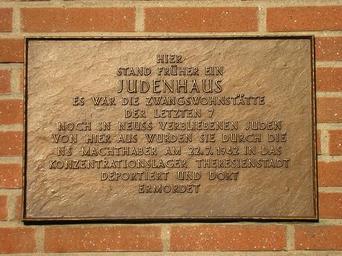 HIER
STAND FRÜHER EIN
JUDENHAUS
ES WAR DIE ZWANGSWOHNSTÄTTE
DER LETZTEN 7
NOCH IN NEUSS VERBLIEBENEN JUDEN
VON HIER AUS WURDEN SIE DURCH DIE
NS MACHTHABER AM 22.7.1942 IN DAS
KONZENTRATIONSLAGER THERESIENSTADT
DEPORTIERT UND DORT
ERMORDET